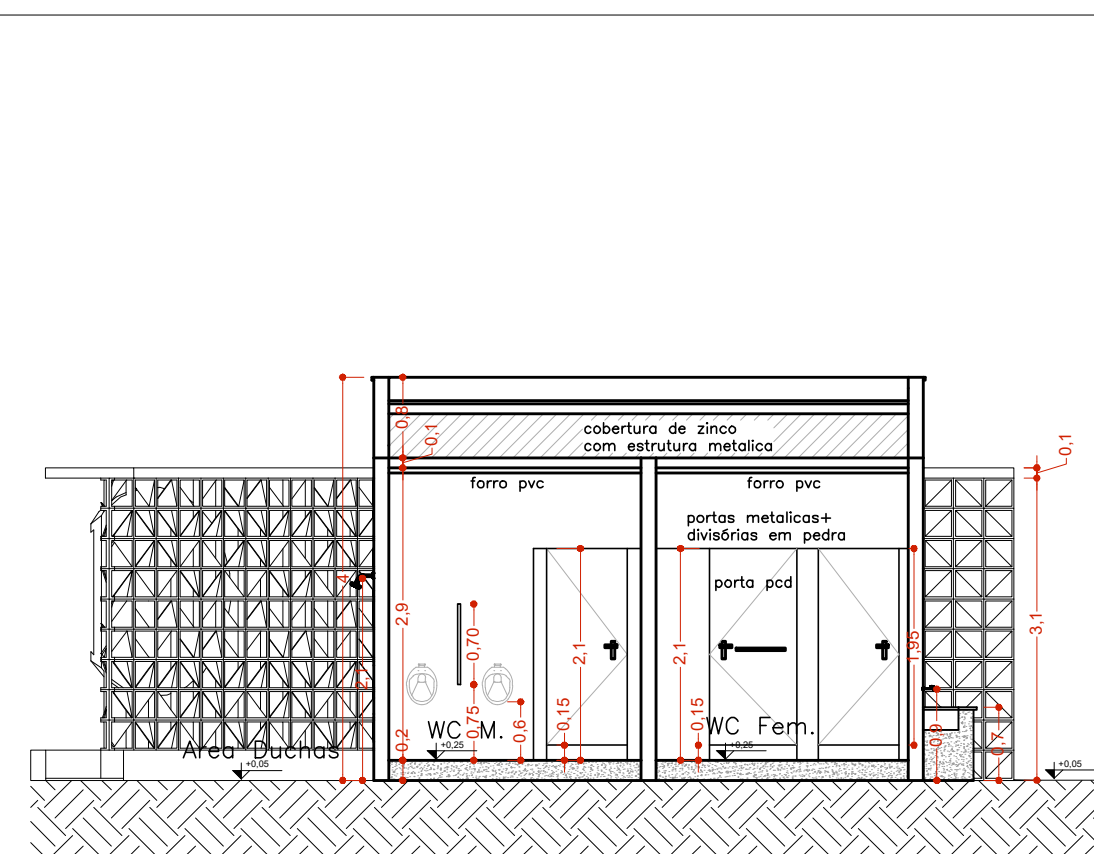 0,8
0,1
cobertura de zinco
com estrutura metalica
0,1
forro pvc
forro pvc
portas metalicas+
divisórias em pedra
4
porta pcd
2,9
0,70
2,1
2,1
1,95
3,1
2,1
0,75
0,6
0,15
0,15
WC M.
WC Fem.
0,2
0,9
0,7
Area Duchas
+0,25
+0,25
+0,05
+0,05